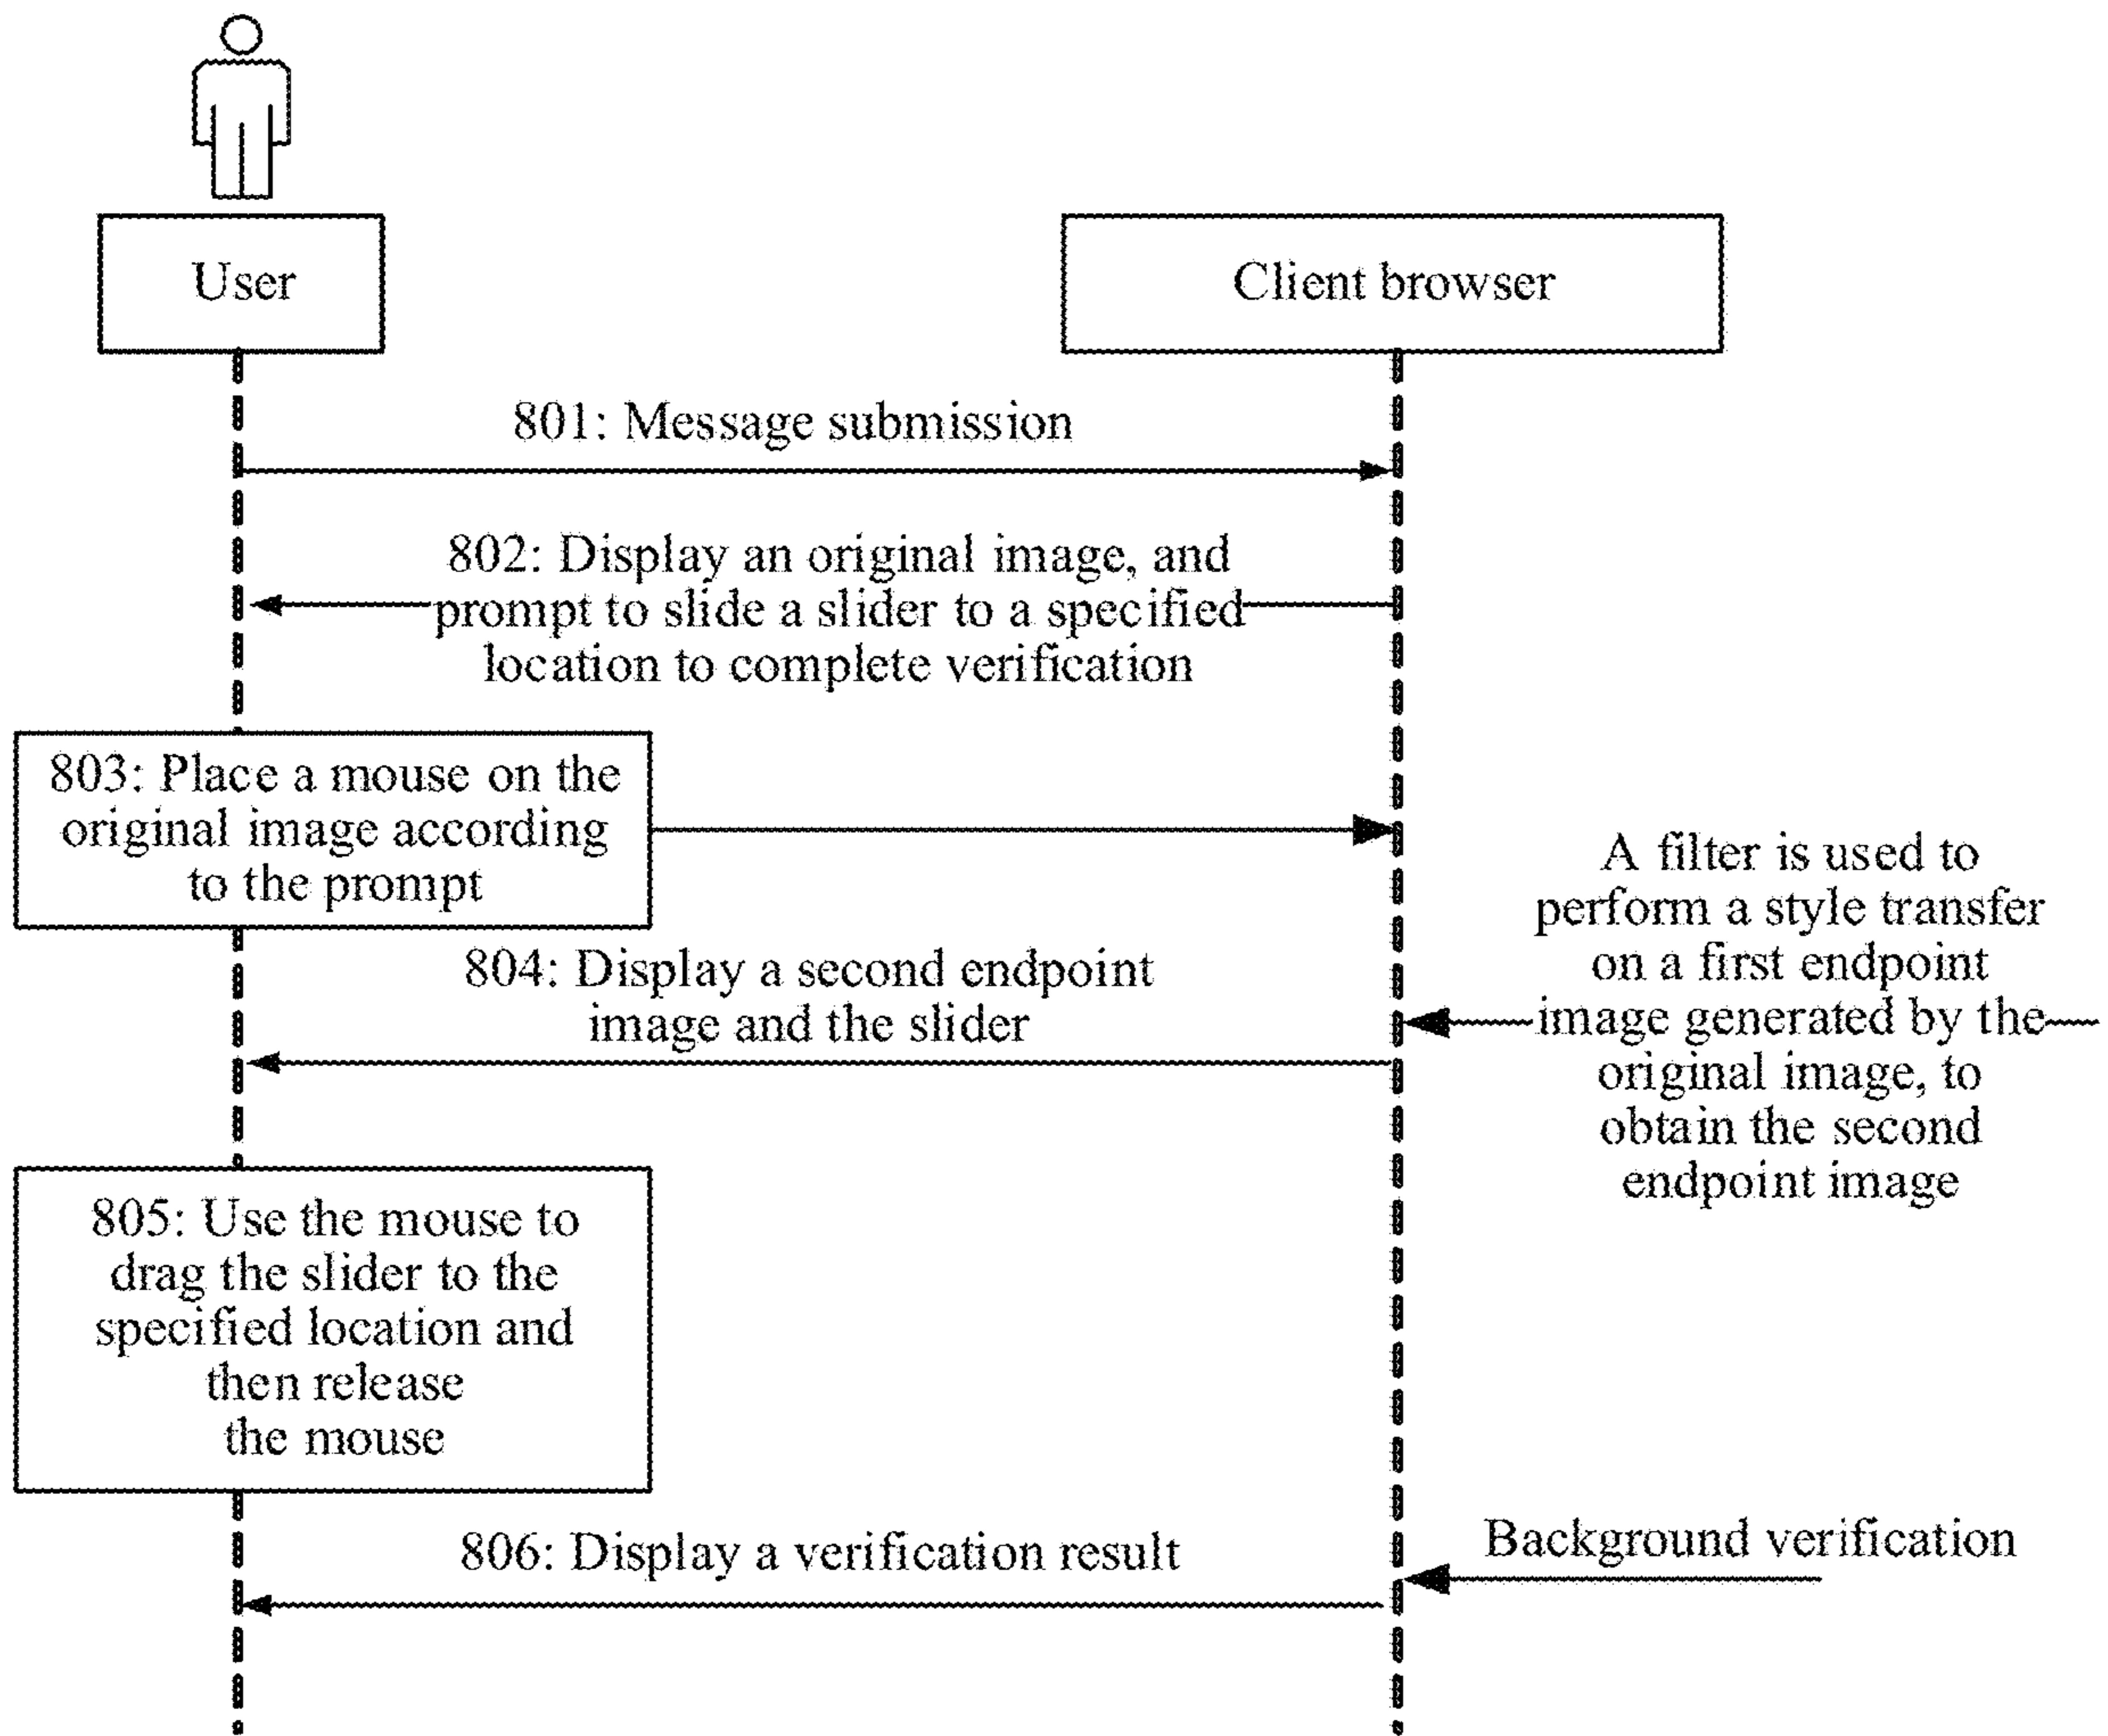 User
Client browser
801: Message submission
802: Display an original image, and
prompt to slide a slider to a specified
location to complete verification
803: Place a mouse on the
original image according
to the prompt
A filter is used to
perform a style transfer
on a first endpoint
image generated by the
original image, to
obtain the second
endpoint image
804: Display a second endpoint
image and the slider
805: Use the mouse to
drag the slider to the
specified location and
then release
the mouse
Background verification
806: Display a verification result